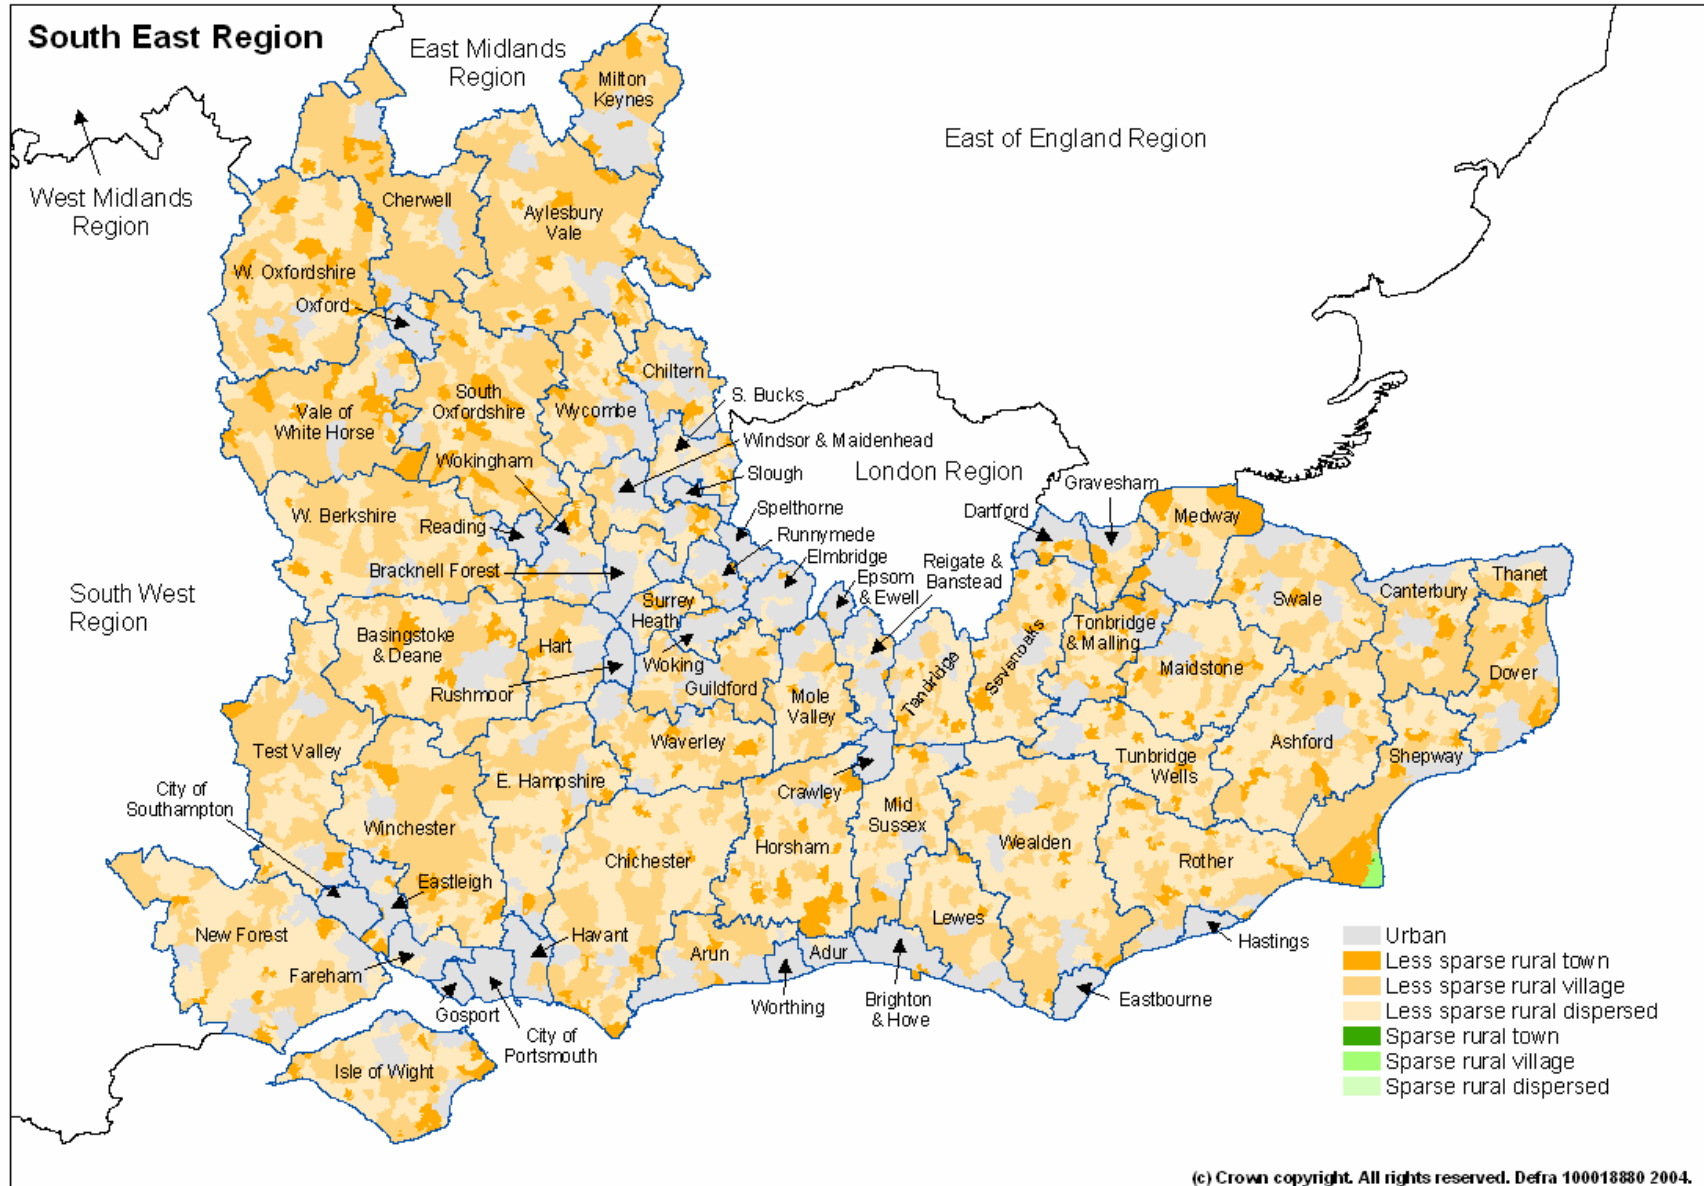 South East Region
East Midlands
Region
Milton
Keynes
East of England Region
West Midlands
Region
Cherwell
Aylesbury
Vale
W. Oxfordshire
Oxford
Chiltern
S. Bucks
South
Oxfordshire
Wycombe
Vale of
White Horse
Windsor & Maidenhead
Wokingham
London Region
Slough
Gravesham
W. Berkshire
Reading
Spelthorne
Dartford
Medway
Runnymede
Elmbridge
Reigate &
Banstead
Bracknell Forest
Epsom
& Ewell
Thanet
South West
Region
Surrey
Heath
Swale
Canterbury
Basingstoke
& Deane
Hart
Tonbridge
& Malling
Woking
Maidstone
Rushmoor
Guildford
Mole
Valley
Tandridge
Sevenoaks
Dover
Test Valley
Waverley
Ashford
Shepway
E. Hampshire
Tunbridge
Wells
City of
Southampton
Crawley
Mid
Sussex
Winchester
Horsham
Wealden
Chichester
Rother
Eastleigh
New Forest
Havant
Lewes
Arun
Adur
Hastings
Fareham
Gosport
City of
Portsmouth
Worthing
Brighton
& Hove
Eastbourne
Isle of Wight
Urban
Less sparse rural town
Less sparse rural village
Less sparse rural dispersed
Sparse rural town
Sparse rural village
Sparse rural dispersed
(c) Crown copyright. All rights reserved. Defra 100018880 2004.